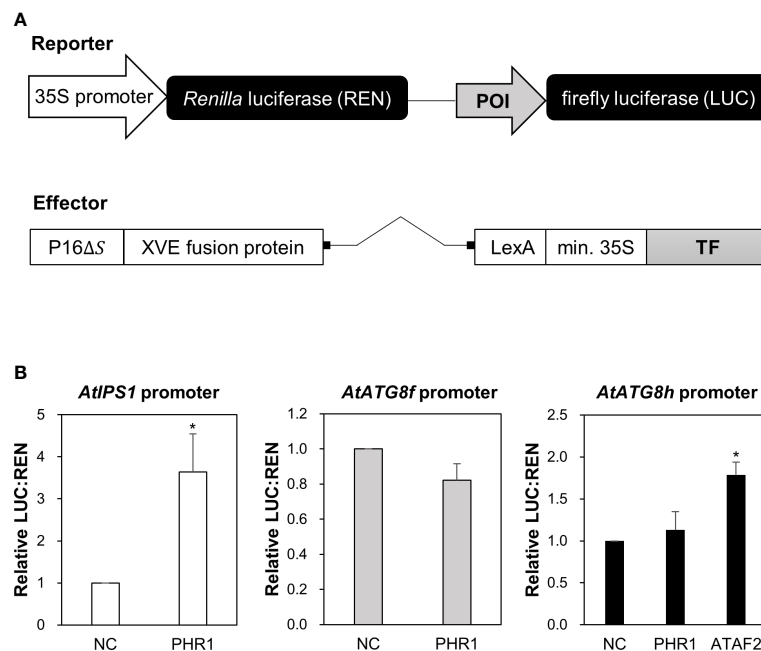 A
Reporter
35S promoter
Renilla luciferase (REN)
POI
firefly luciferase (LUC)
Effector
P16ΔS
XVE fusion protein
LexA
min. 35S
TF
B
AtIPS1 promoter
Relative LUC:REN
5
4
3
2
1
0
*
NC
PHR1
AtATG8f promoter
Relative LUC:REN
1.2
1.0
0.8
0.6
0.4
0.2
0.0
NC
PHR1
AtATG8h promoter
Relative LUC:REN
2.5
2.0
1.5
1.0
0.5
0.0
*
NC
PHR1
ATAF2